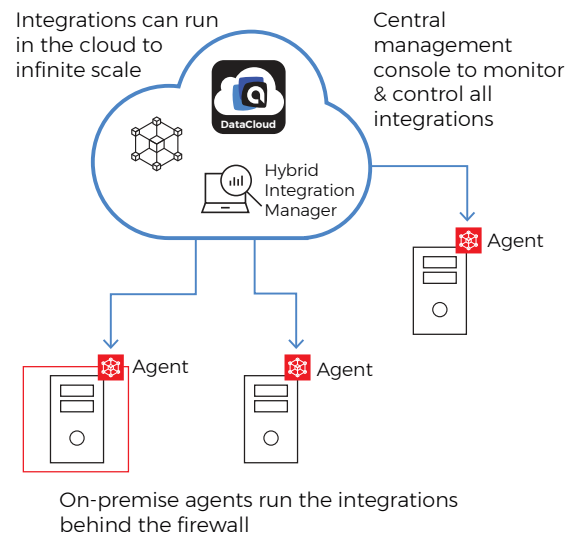 Integrations can run
in the cloud to
infinite scale
Central
management
console to monitor
& control all
integrations
DataCloud
Hybrid
Integration
Manager
Agent
Agent
Agent
On-premise agents run the integrations
behind the firewall